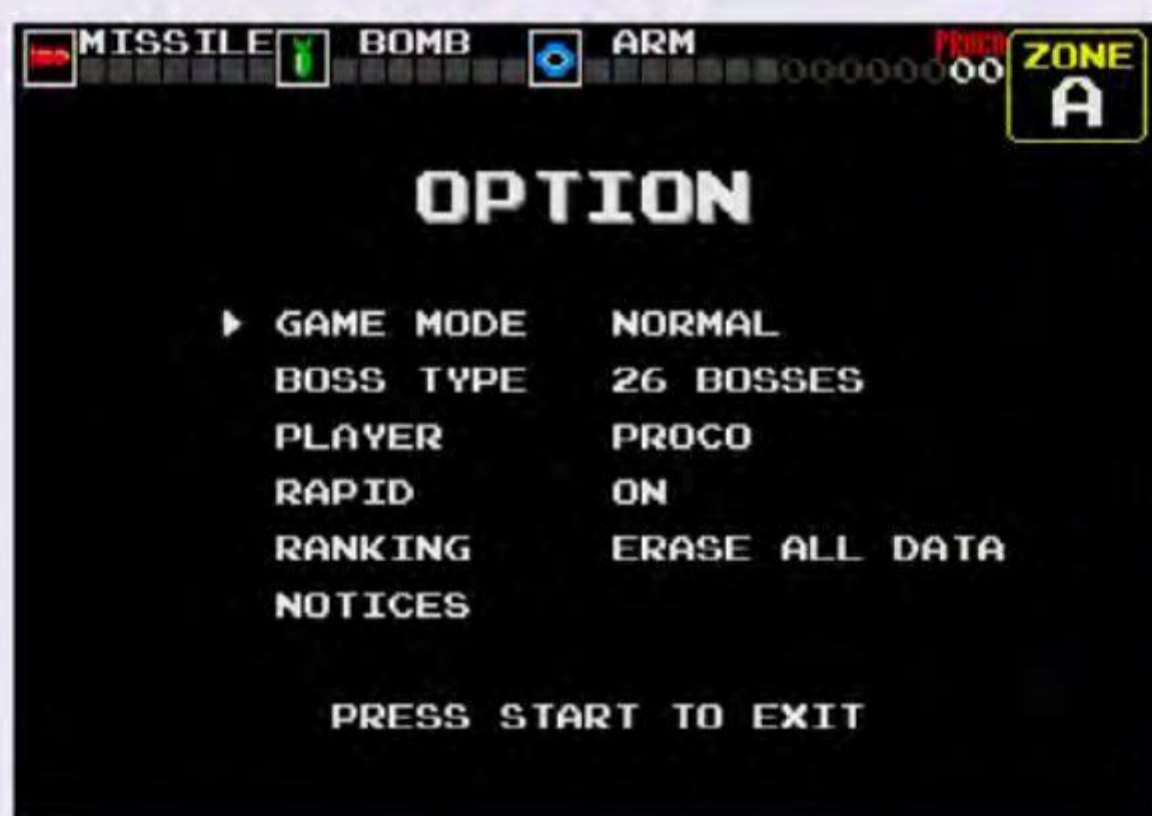 MISSILE BOMB ARM PROCO ZONE
00000000 A
OPTION
GAME MODE NORMAL
BOSS TYPE 26 BOSSES
PLAYER PROCO
RAPID ON
RANKING ERASE ALL DATA
NOTICES
PRESS START TO EXIT